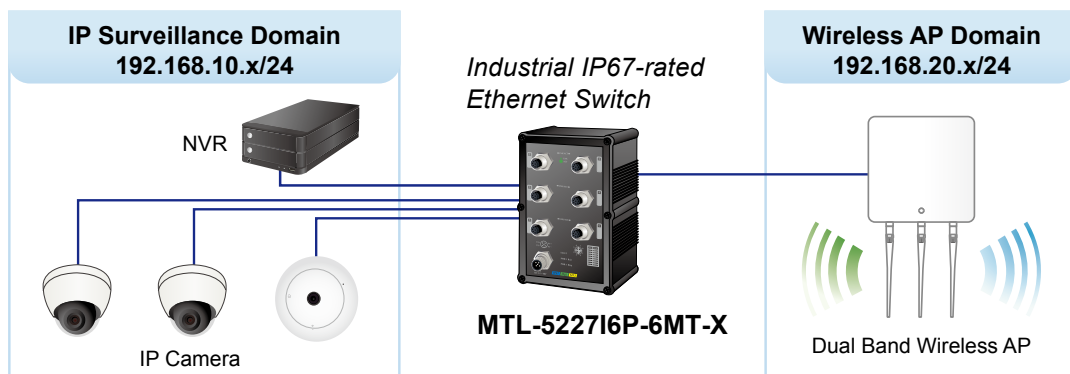 IP Surveillance Domain
192.168.10.x/24
NVR
IP Camera
Industrial IP67-rated
Ethernet Switch
MTL-5227I6P-6MT-X
Wireless AP Domain
192.168.20.x/24
Dual Band Wireless AP